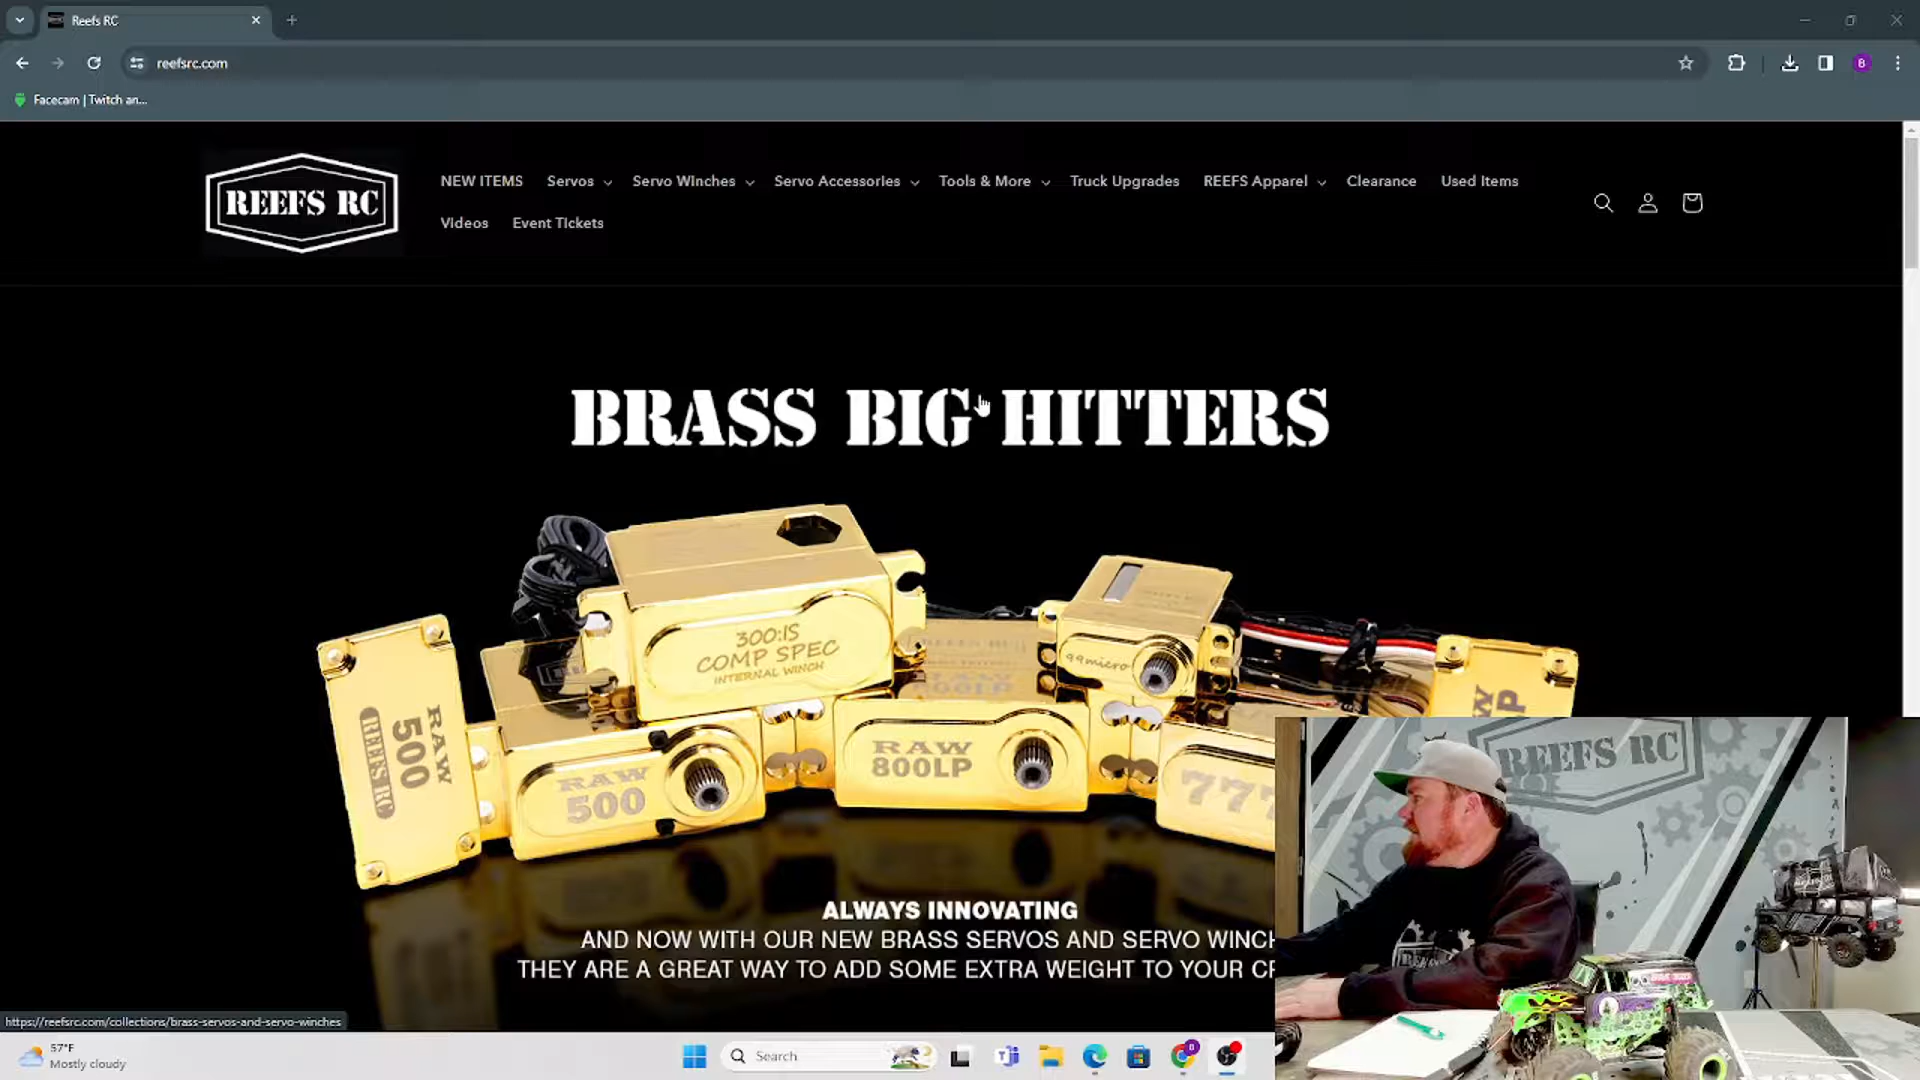 Reefs RC
reefsrc.com
B
Facecam | Twitch an...
REEFS RC
NEW ITEMS Servos Servo Winches Servo Accessories Tools & More Truck Upgrades REEFS Apparel Clearance Used Items
Videos Event Tickets
BRASS BIG HITTERS
300:IS
COMP SPEC
INTERNAL WINCH
99micro
RAW
500
REEFS RC
RAW
500
RAW
800LP
800LP
777
REEFS RC
ALWAYS INNOVATING
AND NOW WITH OUR NEW BRASS SERVOS AND SERVO WINCH
THEY ARE A GREAT WAY TO ADD SOME EXTRA WEIGHT TO YOUR
https://reefsrc.com/collections/brass-servos-and-servo-winches
57°F
Mostly cloudy
Search